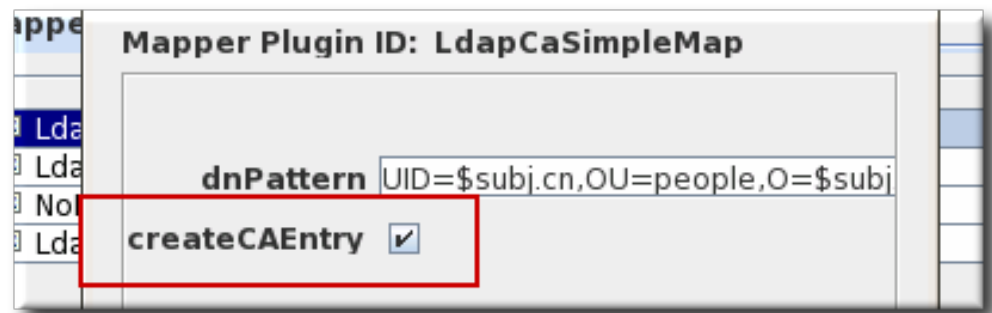 appe
Mapper Plugin ID: LdapCaSimpleMap
Lda
Lda
dnPattern UID=$subj.cn,OU=people,O=$subj
Nol
createCAEntry
Lda